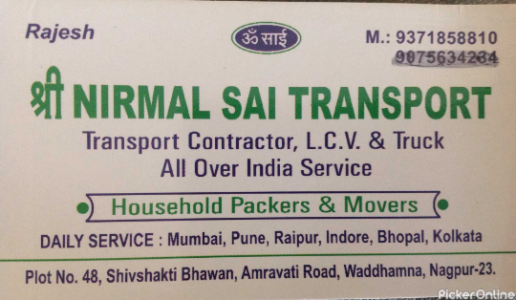 Rajesh
ॐ साई
M.: 9371858810
9075634264
श्री NIRMAL SAI TRANSPORT
Transport Contractor, L.C.V. & Truck
All Over India Service
Household Packers & Movers
DAILY SERVICE : Mumbai, Pune, Raipur, Indore, Bhopal, Kolkata
Plot No. 48, Shivshakti Bhawan, Amravati Road, Waddhamna, Nagpur-23.
PickerOnline